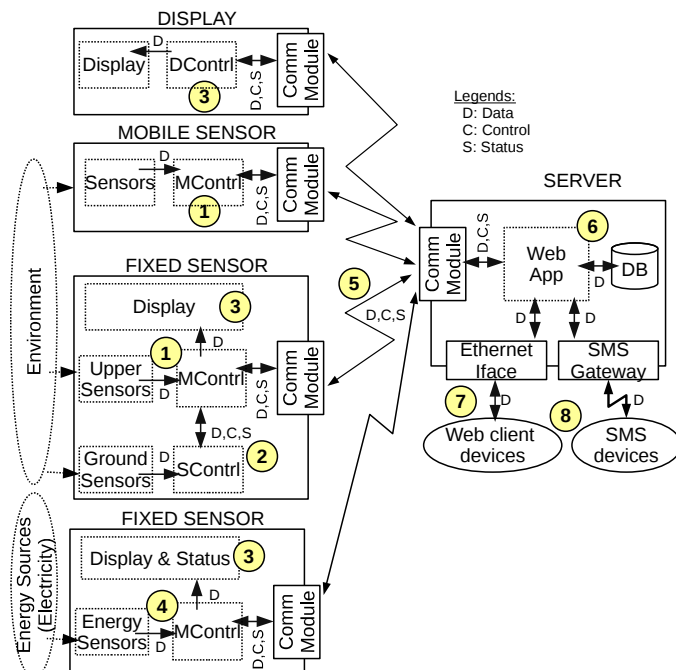 DISPLAY
Display
D
DContrl
3
D,C,S
Comm
Module
Legends:
D: Data
C: Control
S: Status
MOBILE SENSOR
Sensors
D
MContrl
1
D,C,S
Comm
Module
Environment
FIXED SENSOR
Display
3
D
Upper
Sensors
D
1
MContrl
D,C,S
Comm
Module
D,C,S
Ground
Sensors
D
SContrl
2
Energy Sources
(Electricity)
FIXED SENSOR
Display & Status
3
D
Energy
Sensors
D
4
MContrl
D,C,S
Comm
Module
5
D,C,S
SERVER
Comm
Module
D,C,S
Web
App
6
D
DB
D
D
Ethernet
Iface
SMS
Gateway
7
D
8
D
Web client
devices
SMS
devices